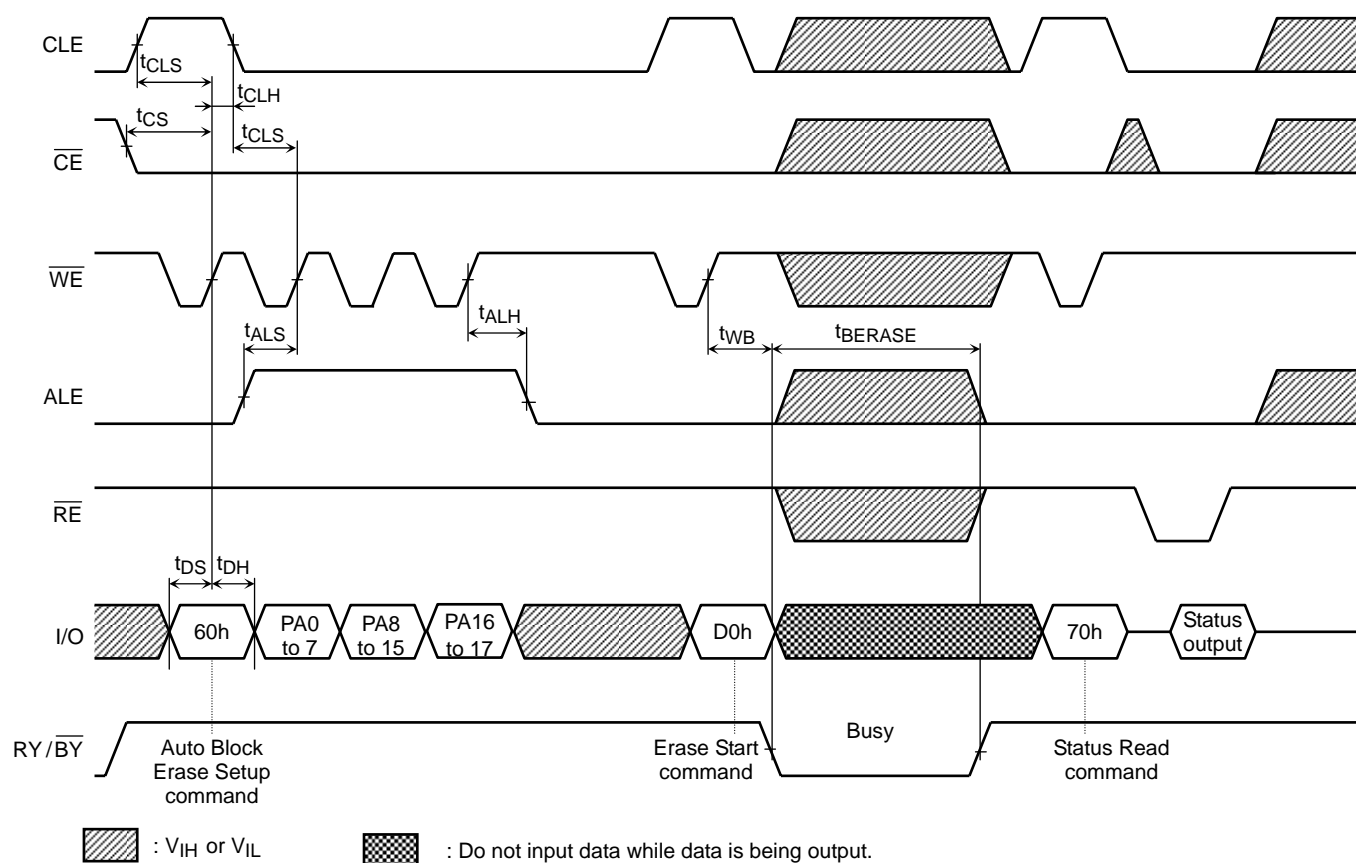 CLE
tCLS
tCLH
tCS
tCLS
CE
WE
tALS
tALH
tWB
tBERASE
ALE
RE
tDS
tDH
I/O
60h
PA0
to 7
PA8
to 15
PA16
to 17
D0h
70h
Status
output
RY/BY
Busy
Auto Block
Erase Setup
command
Erase Start
command
Status Read
command
: VIH or VIL
: Do not input data while data is being output.